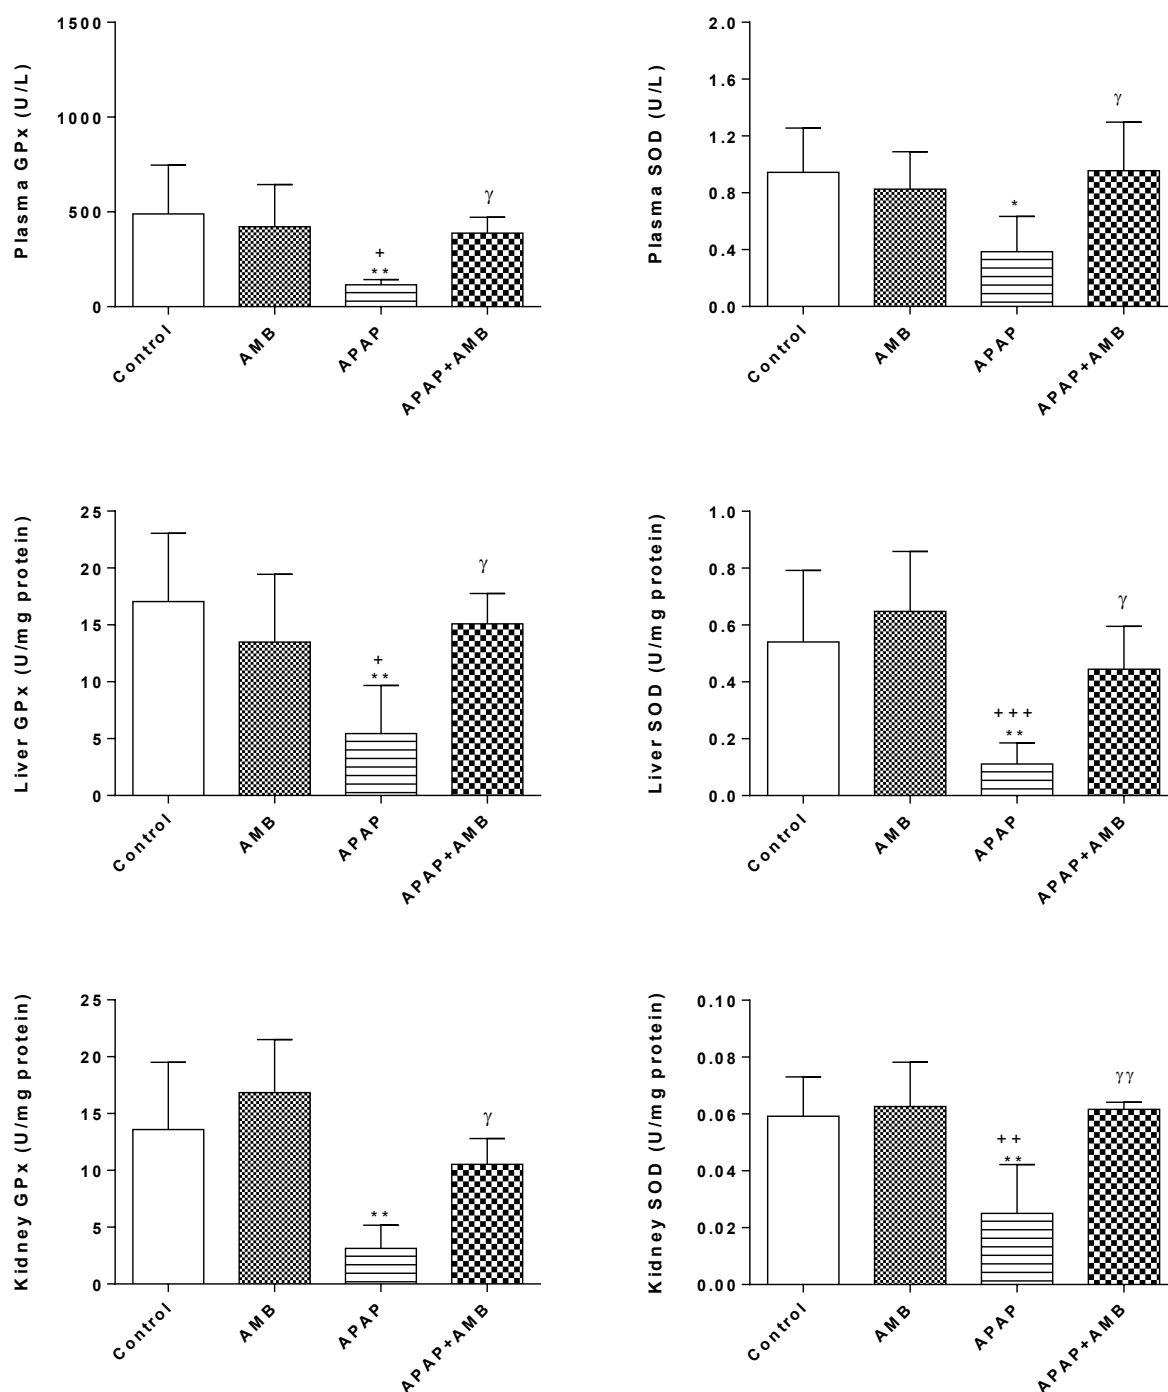 Plasma GPx (U/L)
1500
1000
500
0
γ
+
**
Control
AMB
APAP
APAP+AMB
Plasma SOD (U/L)
2.0
1.6
1.2
0.8
0.4
0.0
γ
*
Control
AMB
APAP
APAP+AMB
Liver GPx (U/mg protein)
25
20
15
10
5
0
γ
+
**
Control
AMB
APAP
APAP+AMB
Liver SOD (U/mg protein)
1.0
0.8
0.6
0.4
0.2
0.0
γ
+++
**
Control
AMB
APAP
APAP+AMB
Kidney GPx (U/mg protein)
25
20
15
10
5
0
γ
**
Control
AMB
APAP
APAP+AMB
Kidney SOD (U/mg protein)
0.10
0.08
0.06
0.04
0.02
0.00
γγ
++
**
Control
AMB
APAP
APAP+AMB